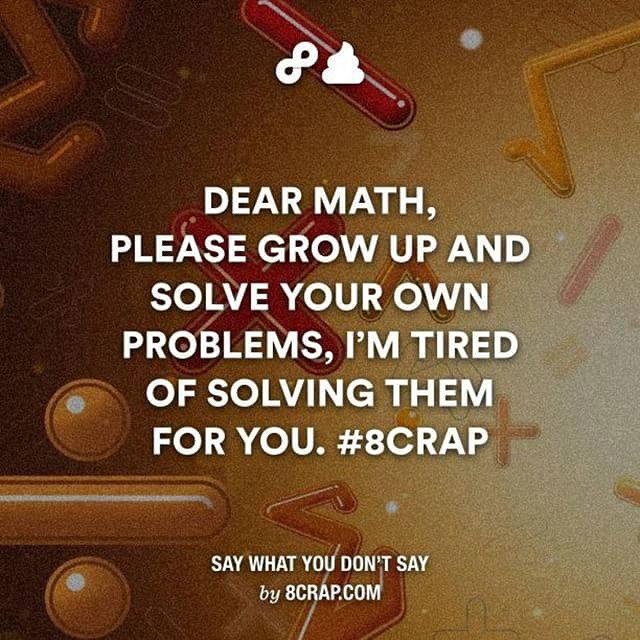 DEAR MATH,
PLEASE GROW UP AND
SOLVE YOUR OWN
PROBLEMS, I'M TIRED
OF SOLVING THEM
FOR YOU. #8CRAP
SAY WHAT YOU DON'T SAY
by 8CRAP.COM